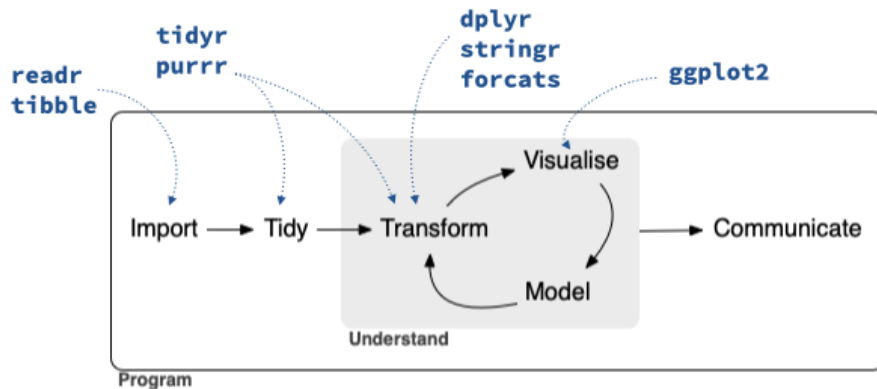 dplyr
stringr
forcats
tidyr
purrr
readr
tibble
ggplot2
Visualise
Import
Tidy
Transform
Communicate
Model
Understand
Program